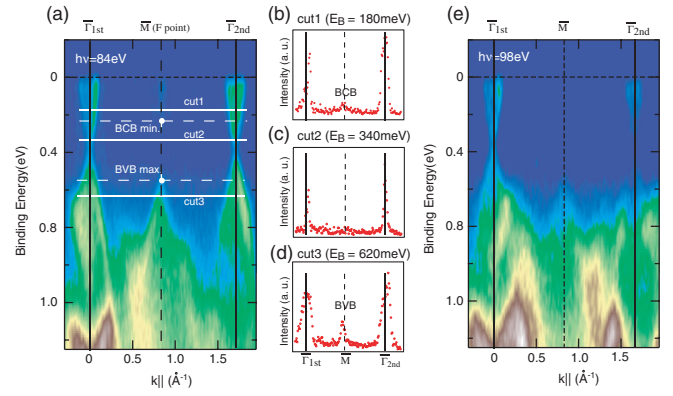 (a)
Γ̅1st
M̅ (F point)
Γ̅2nd
hν=84eV
cut1
BCB min.
cut2
BVB max.
cut3
0
0.4
0.8
1.0
Binding Energy(eV)
0
0.5
1.0
1.5
k|| (Å-1)
(b)
cut1 (EB = 180meV)
BCB
Intensity (a. u.)
(c)
cut2 (EB = 340meV)
Intensity (a. u.)
(d)
cut3 (EB = 620meV)
BVB
Intensity (a. u.)
Γ̅1st
M̅
Γ̅2nd
(e)
Γ̅1st
M̅
Γ̅2nd
hν=98eV
0
0.4
0.8
1.0
Binding Energy(eV)
0
0.5
1.0
1.5
k|| (Å-1)